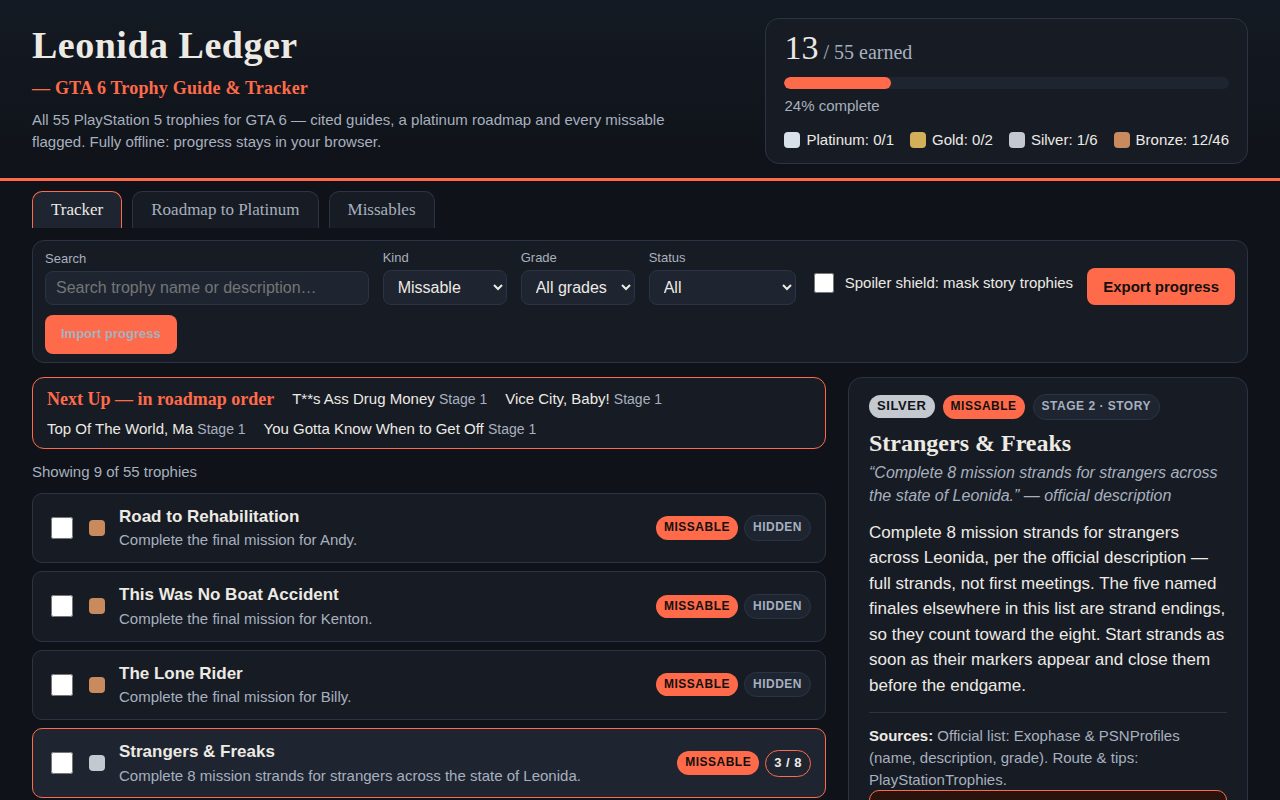 Leonida Ledger
— GTA 6 Trophy Guide & Tracker
All 55 PlayStation 5 trophies for GTA 6 — cited guides, a platinum roadmap and every missable
flagged. Fully offline: progress stays in your browser.
13 / 55 earned
24% complete
Platinum: 0/1 Gold: 0/2 Silver: 1/6 Bronze: 12/46
Tracker Roadmap to Platinum Missables
Search Kind Grade Status
Search trophy name or description… Missable All grades All Spoiler shield: mask story trophies Export progress
Import progress
Next Up — in roadmap order T**s Ass Drug Money Stage 1 Vice City, Baby! Stage 1
Top Of The World, Ma Stage 1 You Gotta Know When to Get Off Stage 1
Showing 9 of 55 trophies
Road to Rehabilitation
Complete the final mission for Andy.
MISSABLE HIDDEN
This Was No Boat Accident
Complete the final mission for Kenton.
MISSABLE HIDDEN
The Lone Rider
Complete the final mission for Billy.
MISSABLE HIDDEN
Strangers & Freaks
Complete 8 mission strands for strangers across the state of Leonida.
MISSABLE 3 / 8
SILVER MISSABLE STAGE 2 · STORY
Strangers & Freaks
“Complete 8 mission strands for strangers across
the state of Leonida.” — official description
Complete 8 mission strands for strangers
across Leonida, per the official description —
full strands, not first meetings. The five named
finales elsewhere in this list are strand endings,
so they count toward the eight. Start strands as
soon as their markers appear and close them
before the endgame.
Sources: Official list: Exophase & PSNProfiles
(name, description, grade). Route & tips:
PlayStationTrophies.